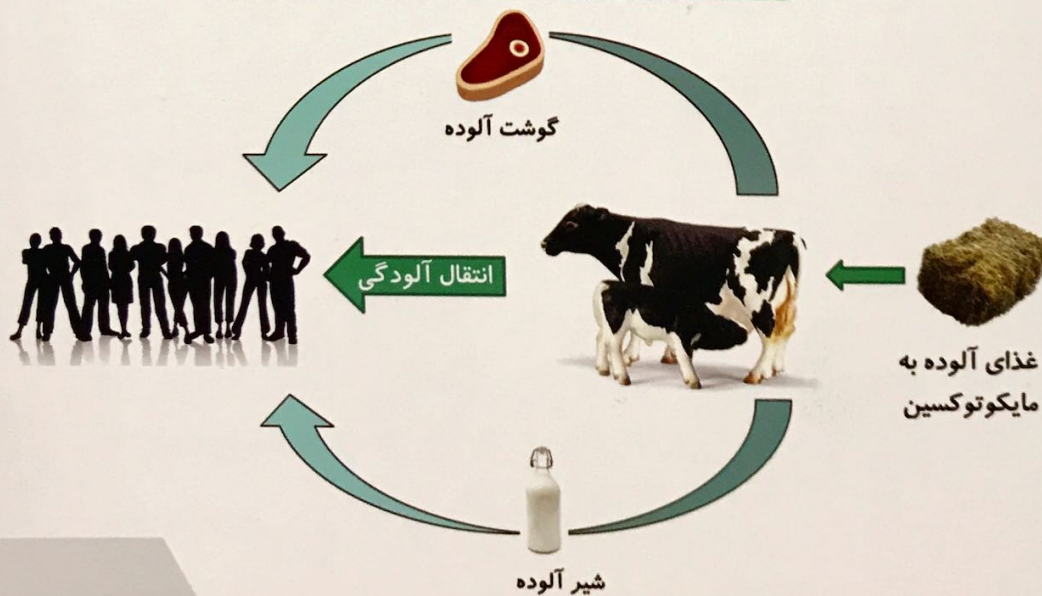 گوشت آلوده
انتقال آلودگی
غذای آلوده به
مایکوتوکسین
شیر آلوده